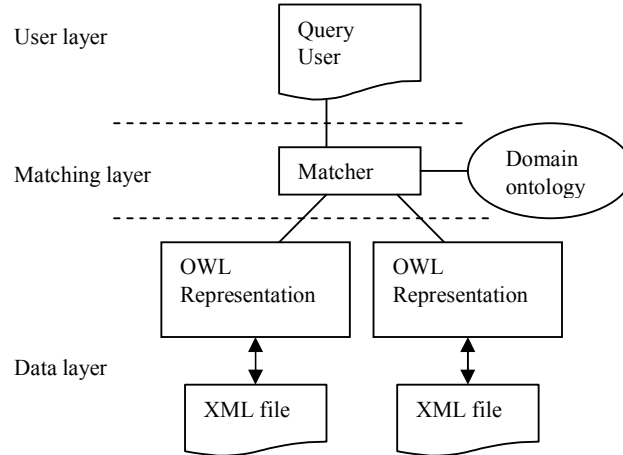 User layer
Query
User
Matching layer
Matcher
Domain
ontology
OWL
Representation
OWL
Representation
Data layer
XML file
XML file